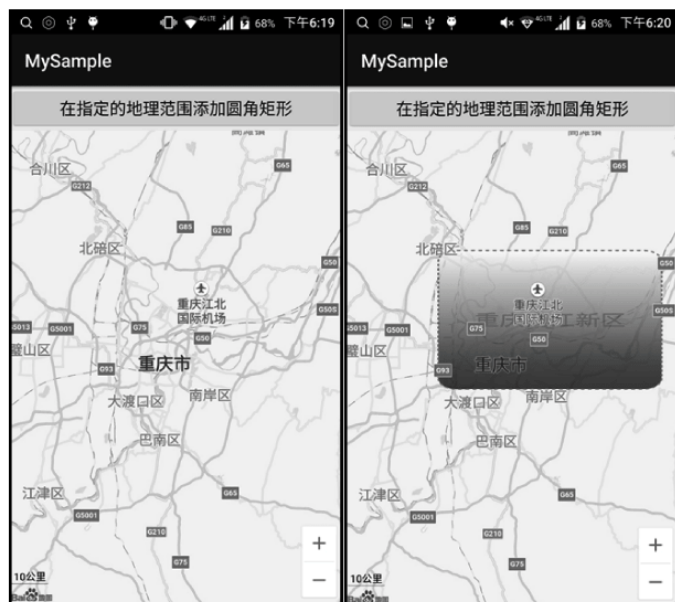 68% 下午6:19
MySample
在指定的地理范围添加圆角矩形
合川区
G65
G212
北碚区
G85
G210
G50
重庆江北
国际机场
G505
G5013
G5001
G75
G50
璧山区
重庆市
G93
大渡口区
南岸区
巴南区
江津区
G65
G5001
G210
G75
+
−
10公里
68% 下午6:20
MySample
在指定的地理范围添加圆角矩形
合川区
G65
G212
北碚区
G85
G210
G50
重庆江北
国际机场
重庆两江新区
G505
G5013
G5001
G75
G50
璧山区
重庆市
G93
大渡口区
南岸区
巴南区
江津区
G65
G5001
G210
G75
+
−
10公里